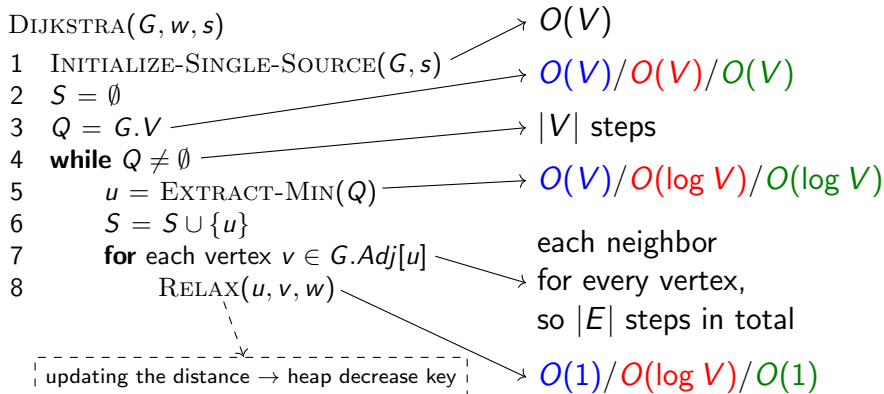 DIJKSTRA(G, w, s)
1 INITIALIZE-SINGLE-SOURCE(G, s)
2 S = ∅
3 Q = G.V
4 while Q ≠ ∅
5 u = EXTRACT-MIN(Q)
6 S = S ∪ {u}
7 for each vertex v ∈ G.Adj[u]
8 RELAX(u, v, w)
updating the distance → heap decrease key
O(V)
O(V)/O(V)/O(V)
|V| steps
O(V)/O(log V)/O(log V)
each neighbor
for every vertex,
so |E| steps in total
O(1)/O(log V)/O(1)